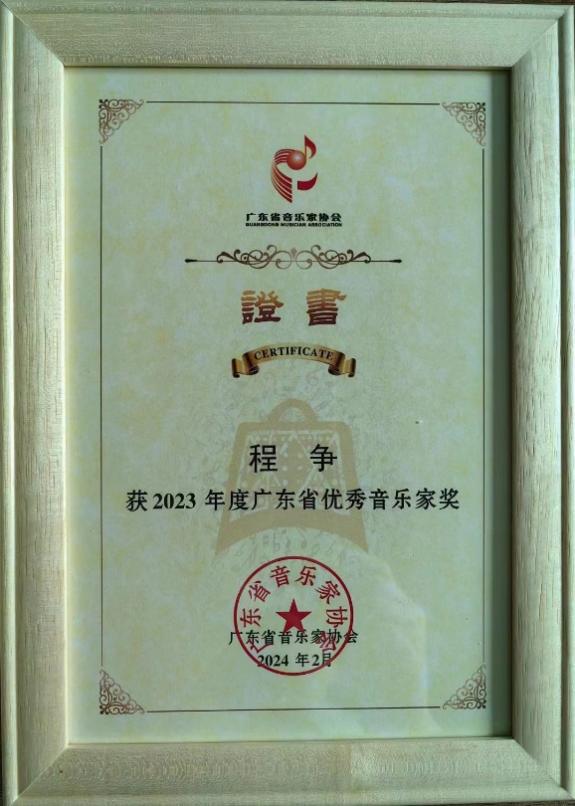 广东省音乐家协会
GUANGDONG MUSICIAN ASSOCIATION
證書
CERTIFICATE
程 争
获2023年度广东省优秀音乐家奖
广东省音乐家协会
广东省音乐家协会
2024年2月